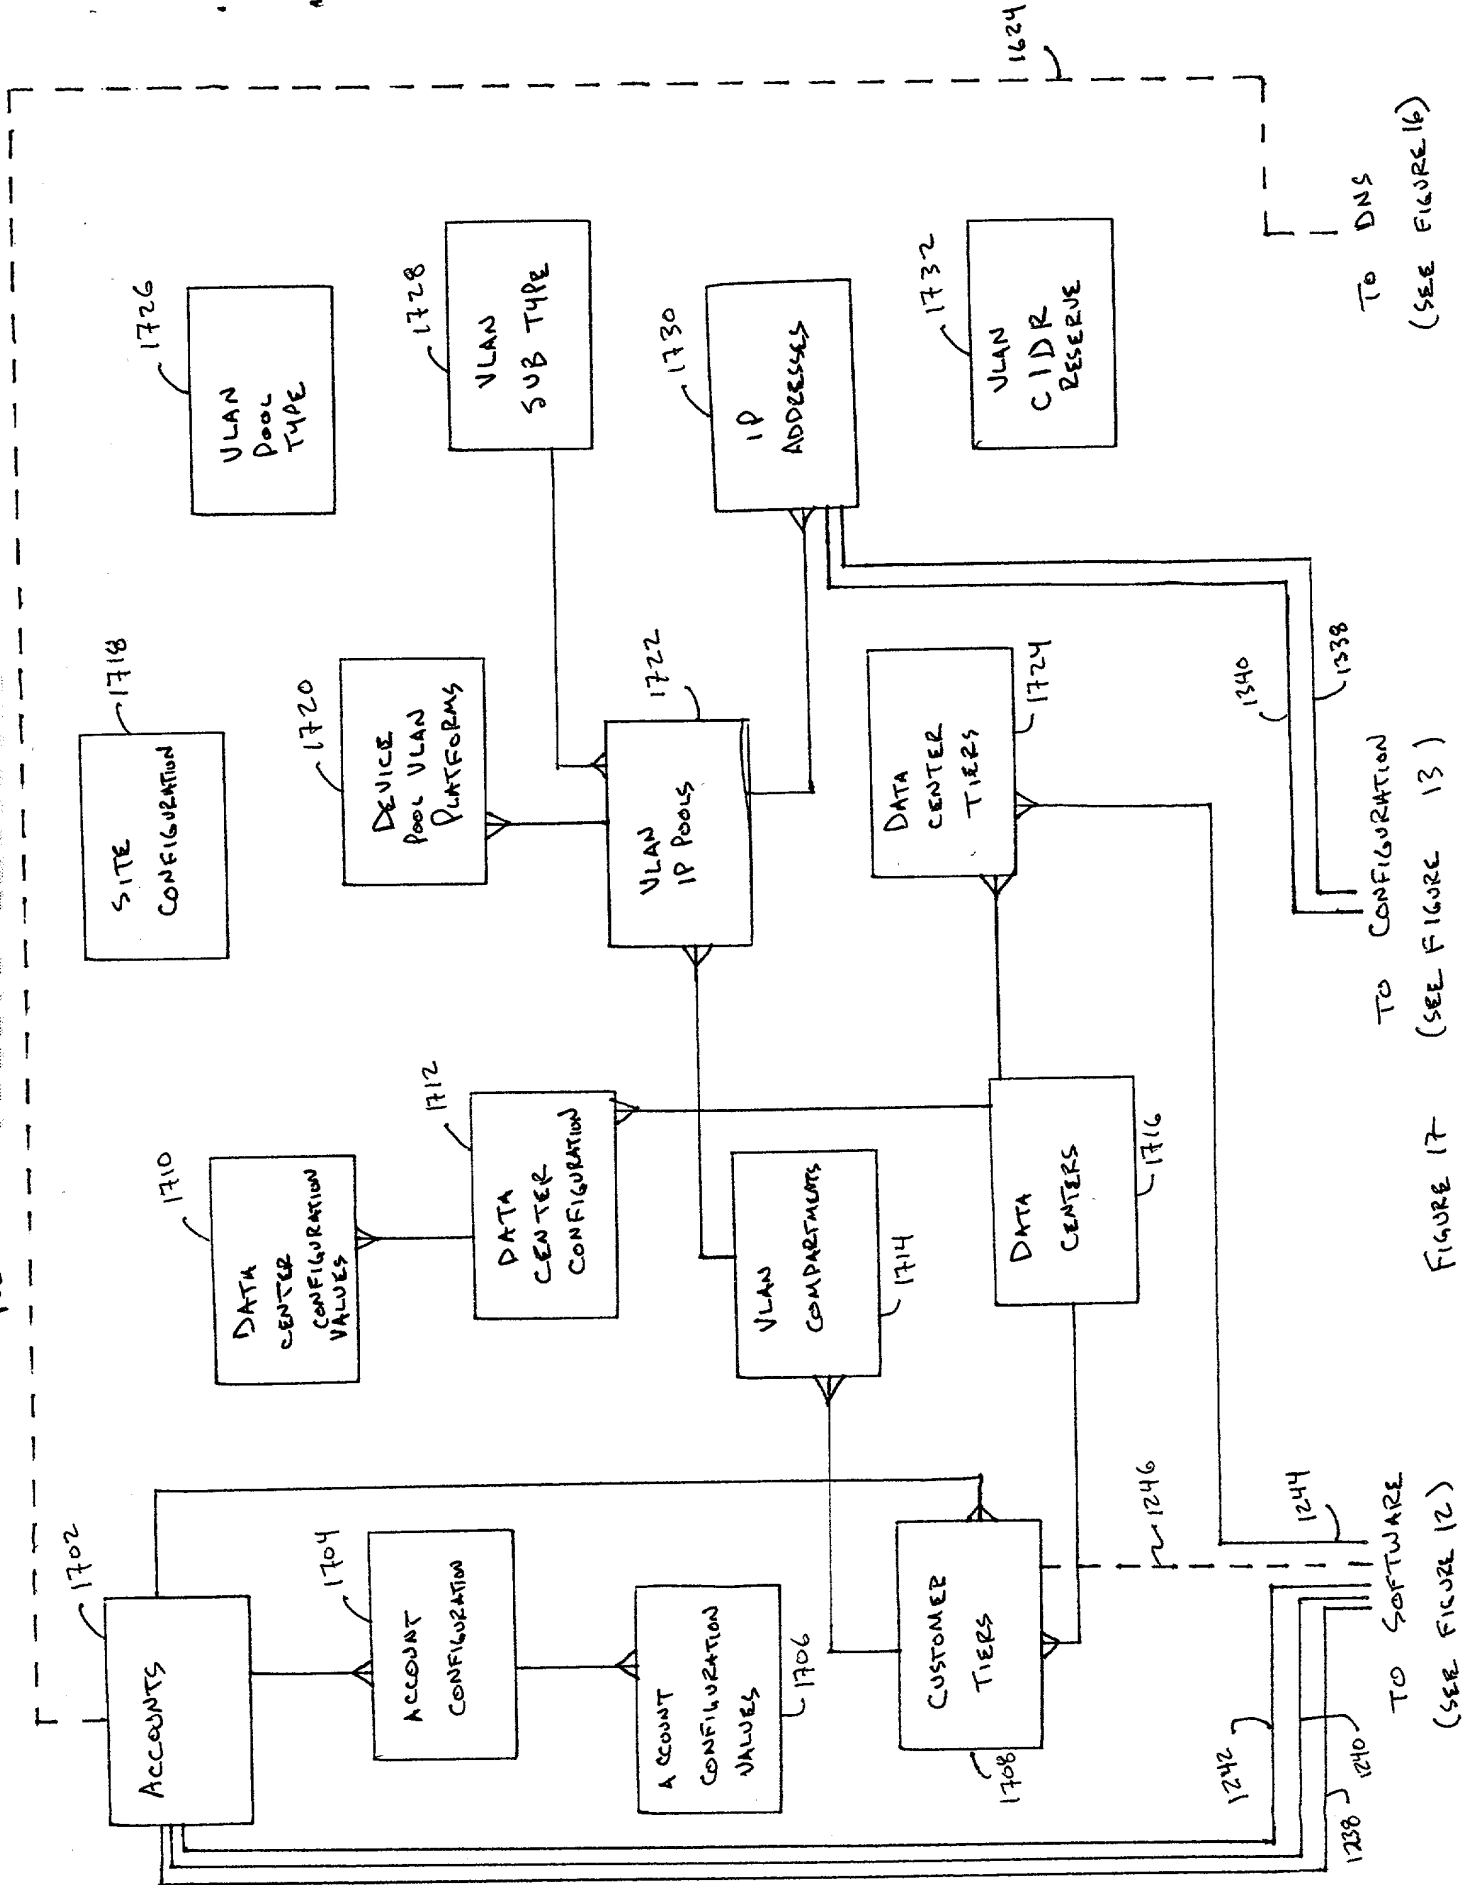 1702
ACCOUNTS
1704
ACCOUNT
CONFIGURATION
ACCOUNT
CONFIGURATION
VALUES
1706
CUSTOMER
TIERS
1708
1710
DATA
CENTER
CONFIGURATION
VALUES
1712
DATA
CENTER
CONFIGURATION
VLAN
COMPARTMENTS
1714
DATA
CENTERS
1716
1718
SITE
CONFIGURATION
1720
DEVICE
POOL VLAN
PLATFORMS
1722
VLAN
IP POOLS
DATA
CENTER
TIERS
1724
1726
VLAN
POOL
TYPE
1728
VLAN
SUB TYPE
1730
IP
ADDRESSES
1732
VLAN
CIDR
RESERVE
1242
1240
1238
1246
1244
TO SOFTWARE
(SEE FIGURE 12)
1340
1338
TO CONFIGURATION
(SEE FIGURE 13)
1624
TO DNS
(SEE FIGURE 16)
FIGURE 17